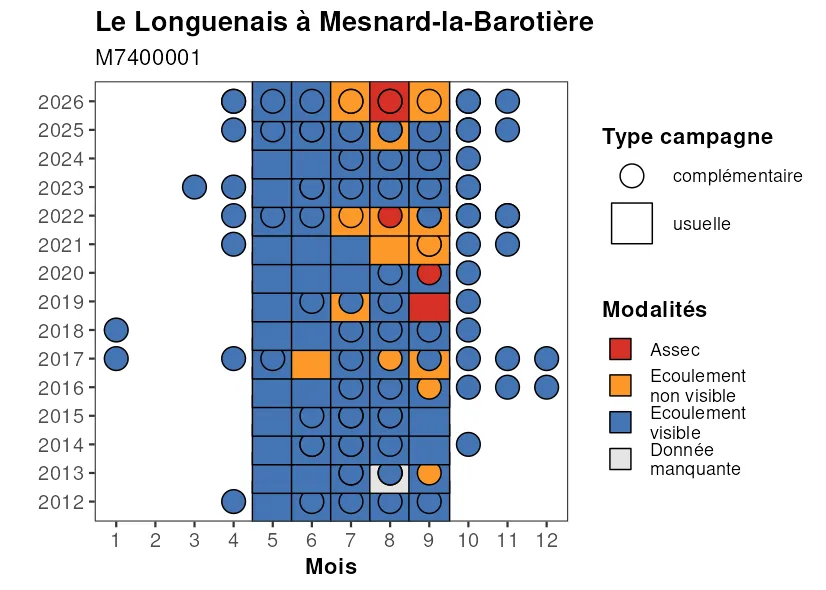 Le Longuenais à Mesnard-la-Barotière
M7400001
2026
2025
2024
2023
2022
2021
2020
2019
2018
2017
2016
2015
2014
2013
2012
1 2 3 4 5 6 7 8 9 10 11 12
Mois
Type campagne
complémentaire
usuelle
Modalités
Assec
Ecoulement
non visible
Ecoulement
visible
Donnée
manquante